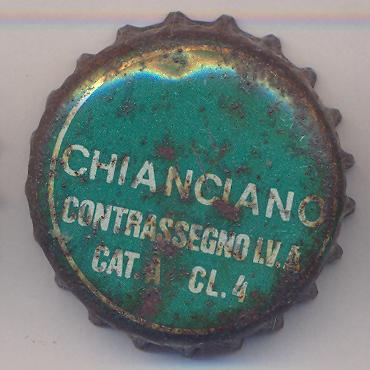 CHIANCIANO
CONTRASSEGNO I.V.A
CAT A CL. 4